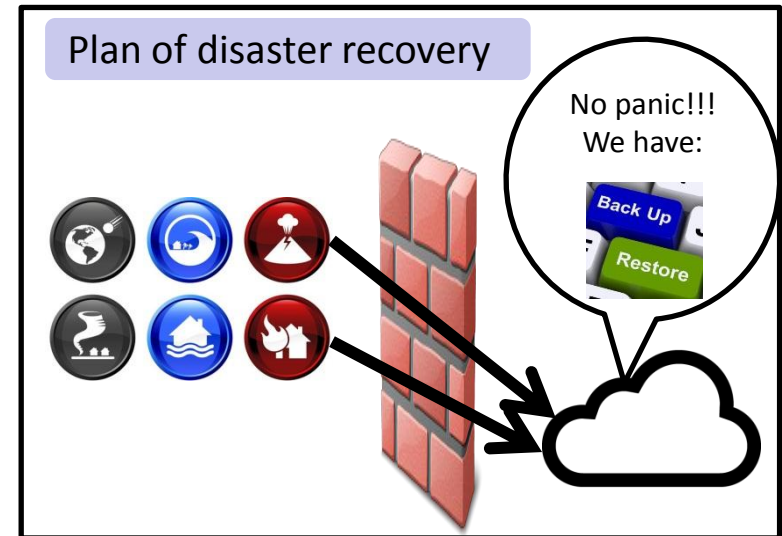 Plan of disaster recovery
No panic!!!
We have:
Back Up
Restore